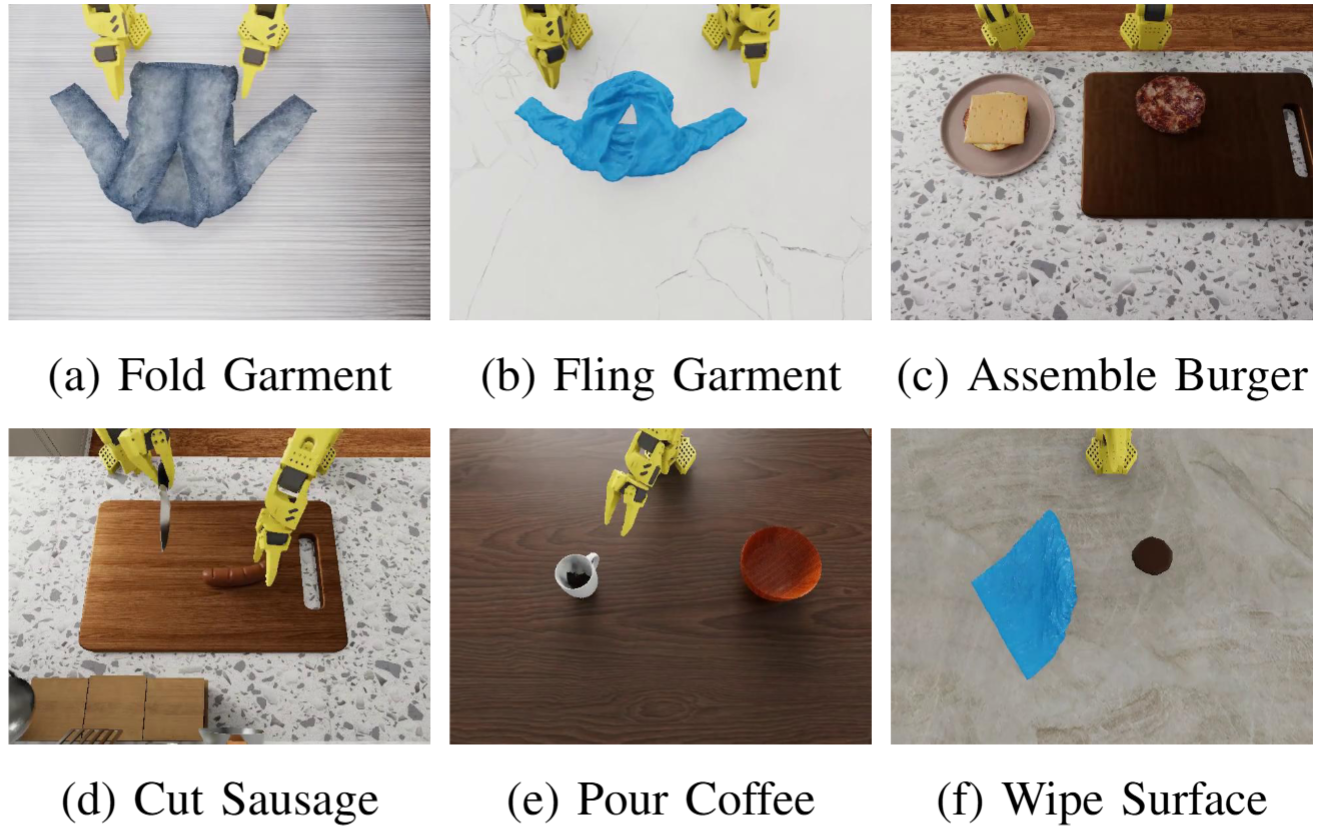 (a) Fold Garment
(b) Fling Garment
(c) Assemble Burger
(d) Cut Sausage
(e) Pour Coffee
(f) Wipe Surface